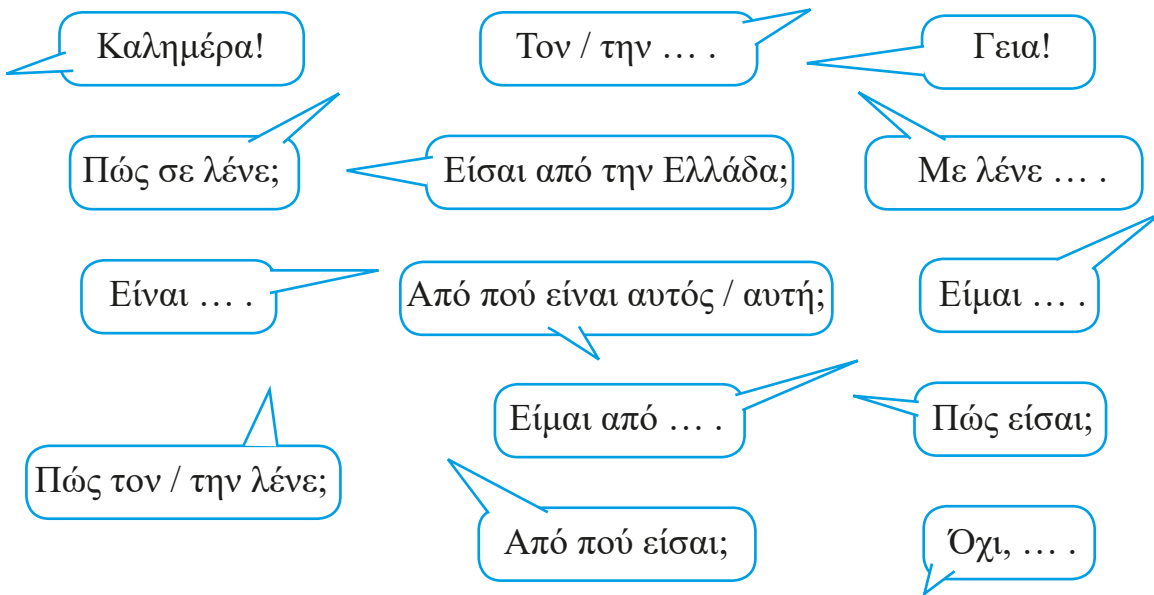 Καλημέρα!
Τον / την … .
Γεια!
Πώς σε λένε;
Είσαι από την Ελλάδα;
Με λένε … .
Είναι … .
Από πού είναι αυτός / αυτή;
Είμαι … .
Είμαι από … .
Πώς είσαι;
Πώς τον / την λένε;
Από πού είσαι;
Όχι, … .